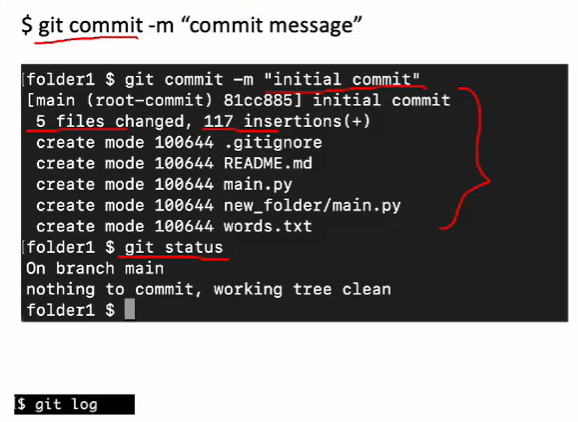 $ git commit -m “commit message”
[folder1 $ git commit –m "initial commit"
[main (root-commit) 81cc885] initial commit
5 files changed, 117 insertions(+)
create mode 100644 .gitignore
create mode 100644 README.md
create mode 100644 main.py
create mode 100644 new_folder/main.py
create mode 100644 words.txt
[folder1 $ git status
On branch main
nothing to commit, working tree clean
folder1 $
$ git log